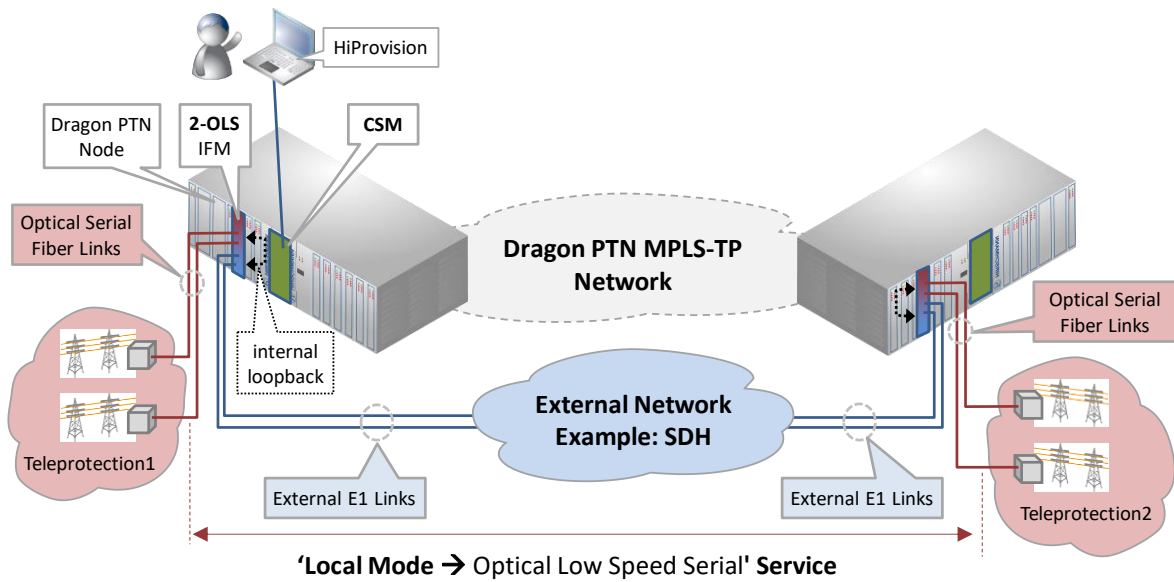 HiProvision
Dragon PTN
Node
2-OLS
IFM
CSM
Optical Serial
Fiber Links
Dragon PTN MPLS-TP
Network
Optical Serial
Fiber Links
internal
loopback
External Network
Example: SDH
Teleprotection1
External E1 Links
External E1 Links
Teleprotection2
‘Local Mode → Optical Low Speed Serial' Service